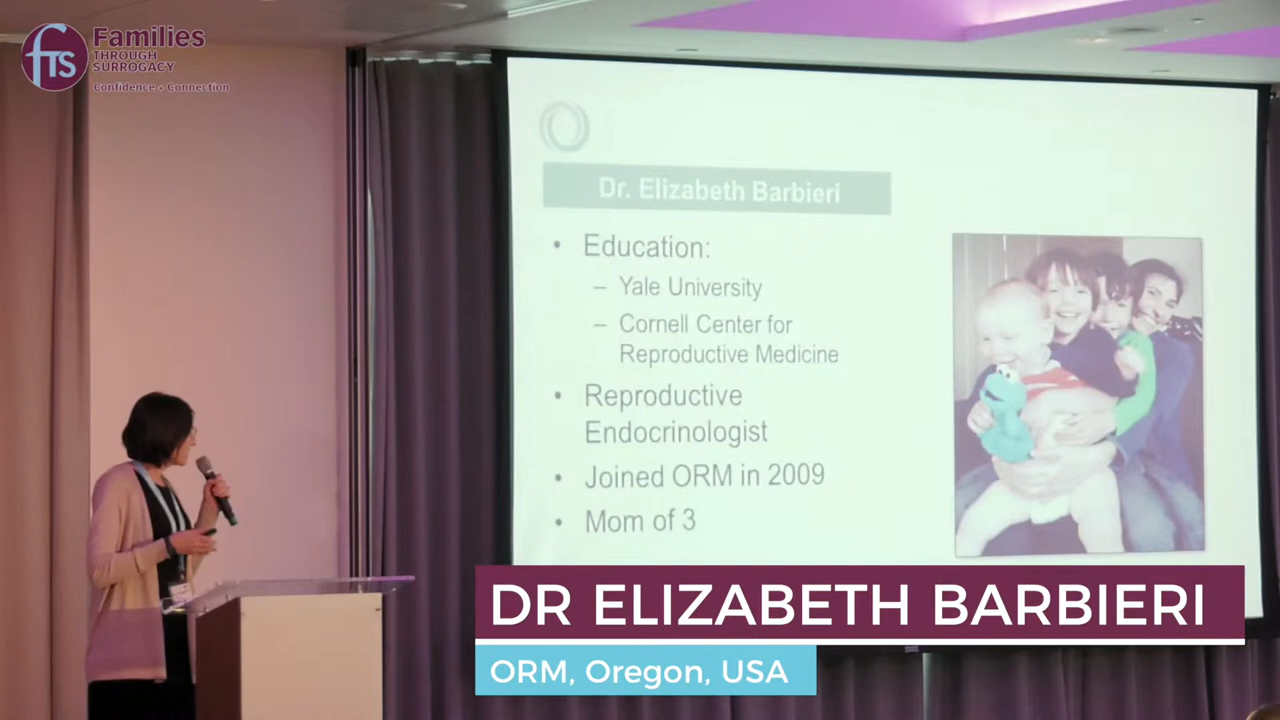 fTS
Families
THROUGH
SURROGACY
Confidence + Connection
Dr. Elizabeth Barbieri
• Education:
– Yale University
– Cornell Center for
Reproductive Medicine
• Reproductive
Endocrinologist
• Joined ORM in 2009
• Mom of 3
DR ELIZABETH BARBIERI
ORM, Oregon, USA